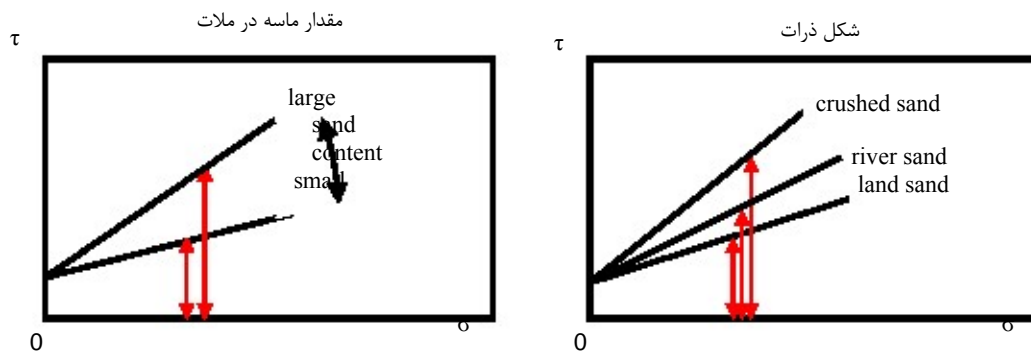 مقدار ماسه در ملات
τ
large
sand
content
small
0
σ
شکل ذرات
τ
crushed sand
river sand
land sand
0
σ